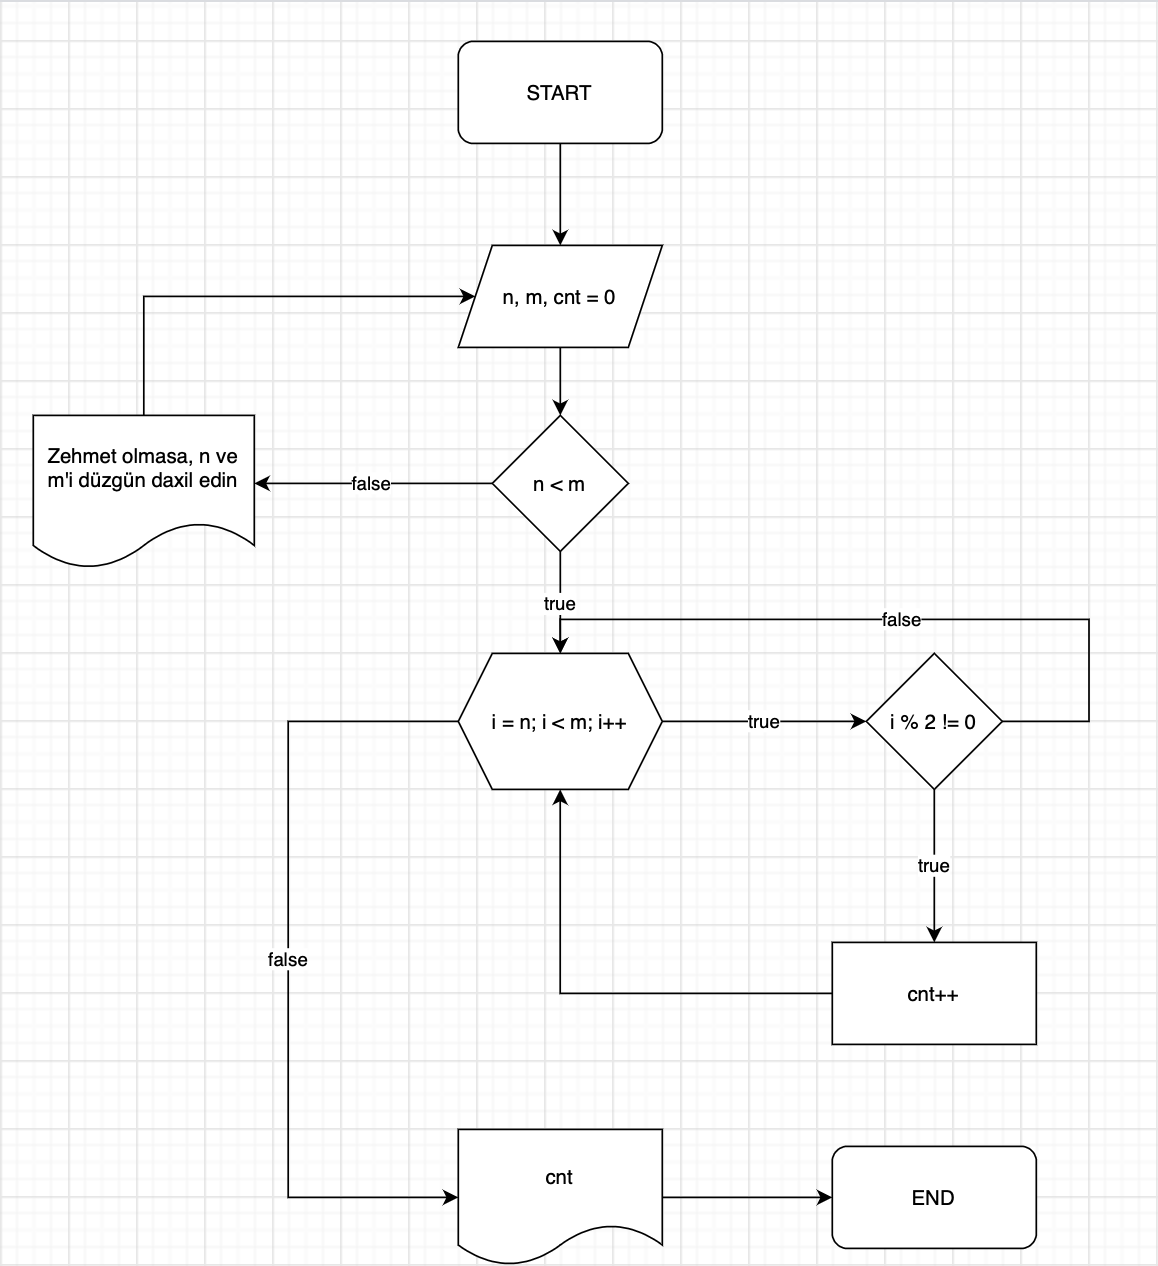 START
n, m, cnt = 0
Zehmet olmasa, n ve
m'i düzgün daxil edin
false
n < m
true
false
i = n; i < m; i++
true
i % 2 != 0
true
false
cnt++
cnt
END